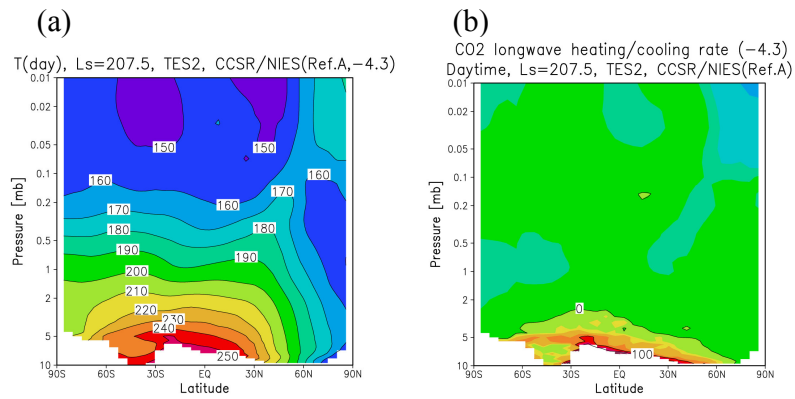 (a)
T(day), Ls=207.5, TES2, CCSR/NIES(Ref.A,−4.3)
0.01
0.02
0.05
0.1
0.2
0.5
1
2
5
10
Pressure [mb]
150
150
160
160
160
170
170
180
180
190
190
200
210
220
230
240
250
90S
60S
30S
EQ
30N
60N
90N
Latitude
(b)
CO2 longwave heating/cooling rate (−4.3)
Daytime, Ls=207.5, TES2, CCSR/NIES(Ref.A)
0.01
0.02
0.05
0.1
0.2
0.5
1
2
5
10
Pressure [mb]
0
100
90S
60S
30S
EQ
30N
60N
90N
Latitude